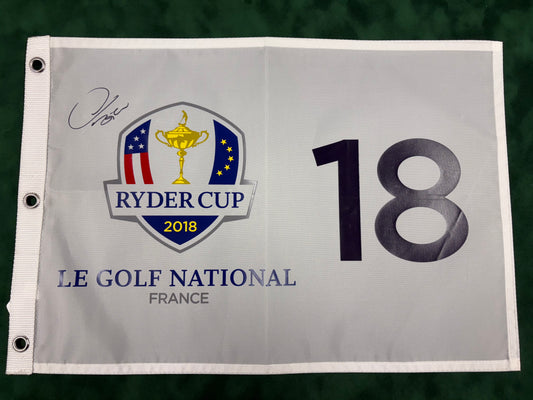 RYDER CUP
2018
LE GOLF NATIONAL
FRANCE
18